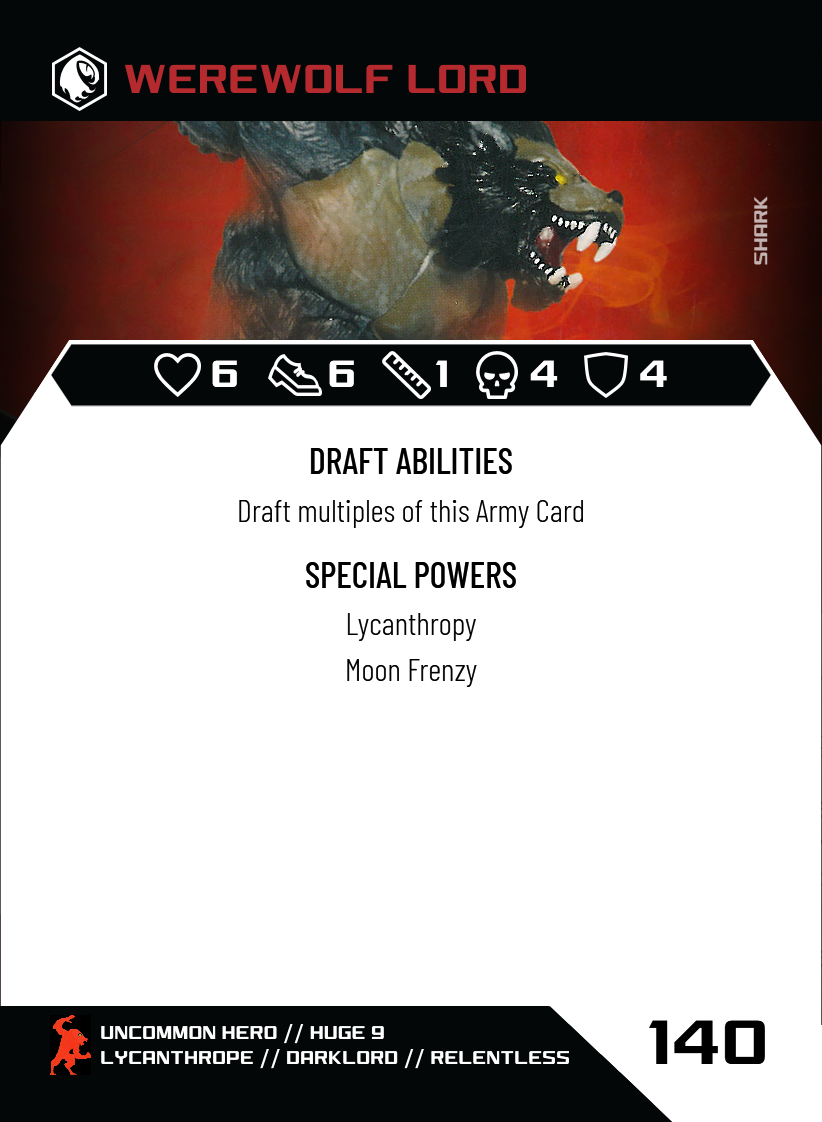 WEREWOLF LORD
SHARK
6 6 1 4 4
DRAFT ABILITIES
Draft multiples of this Army Card
SPECIAL POWERS
Lycanthropy
Moon Frenzy
UNCOMMON HERO // HUGE 9
LYCANTHROPE // DARKLORD // RELENTLESS
140